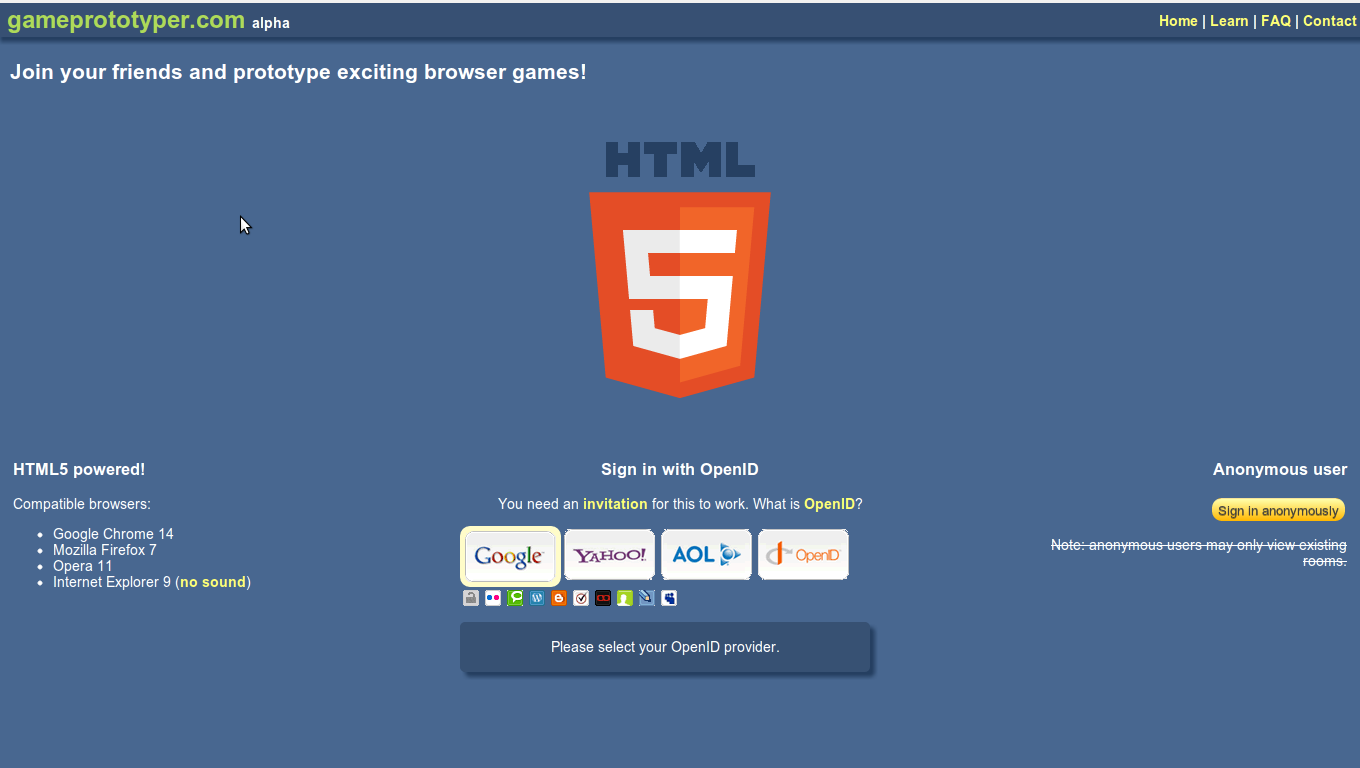 gameprototyper.com alpha
Home | Learn | FAQ | Contact
Join your friends and prototype exciting browser games!
HTML
5
HTML5 powered!
Compatible browsers:
Google Chrome 14
Mozilla Firefox 7
Opera 11
Internet Explorer 9 (no sound)
Sign in with OpenID
You need an invitation for this to work. What is OpenID?
Google YAHOO! AOL OpenID
Please select your OpenID provider.
Anonymous user
Sign in anonymously
Note: anonymous users may only view existing
rooms.